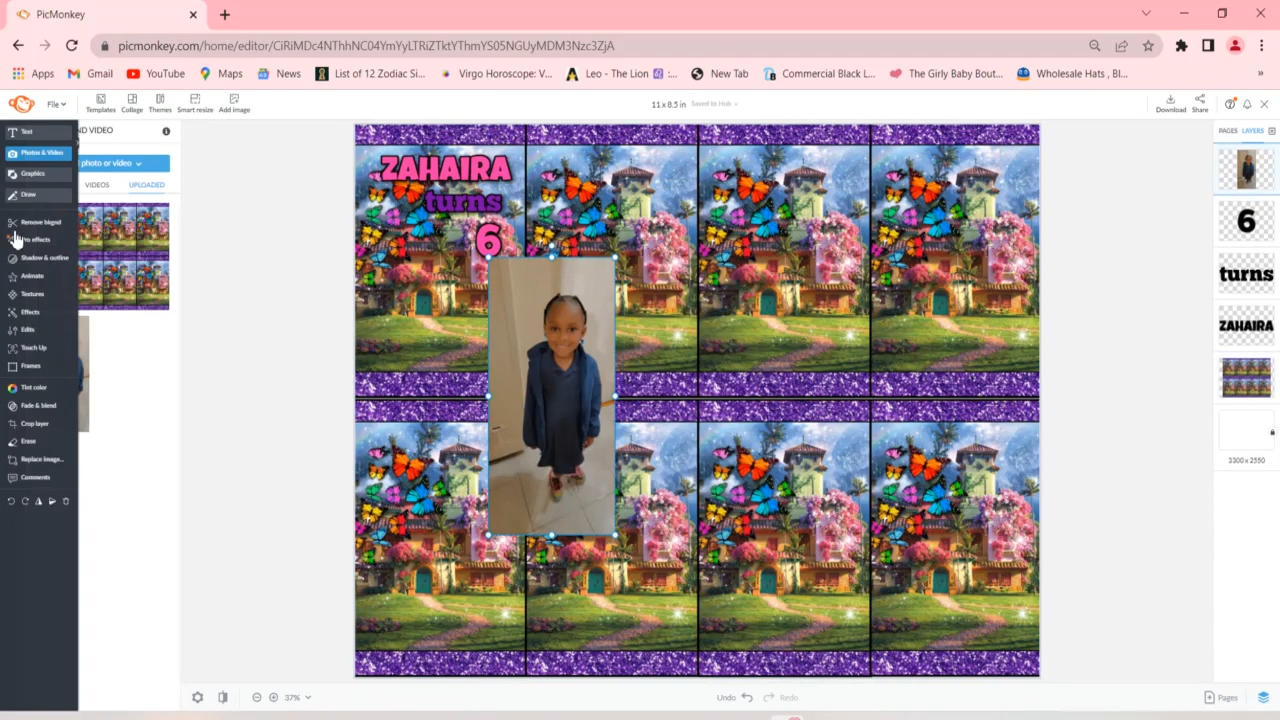 PicMonkey
picmonkey.com/home/editor/CiRiMDc4NThhNC04YmYyLTRiZTktYThmYS05NGUyMDM3Nzc3ZjA
Apps
Gmail
YouTube
Maps
News
List of 12 Zodiac Si...
Virgo Horoscope: V...
Leo - The Lion
New Tab
Commercial Black L...
The Girly Baby Bout...
Wholesale Hats , Bl...
File
Templates
Collage
Themes
Smart resize
Add image
11 x 8.5 in
Saved to Hub
Download
Share
Text
ND VIDEO
PAGES
LAYERS
Photos & Video
photo or video
Graphics
VIDEOS
UPLOADED
Draw
Remove bkgnd
Pro effects
Shadow & outline
Animate
Textures
Effects
Edits
Touch Up
Frames
Tint color
Fade & blend
Crop layer
Erase
Replace image...
Comments
ZAHAIRA
turns
6
6
turns
ZAHAIRA
3300 x 2550
37%
Undo
Redo
Pages